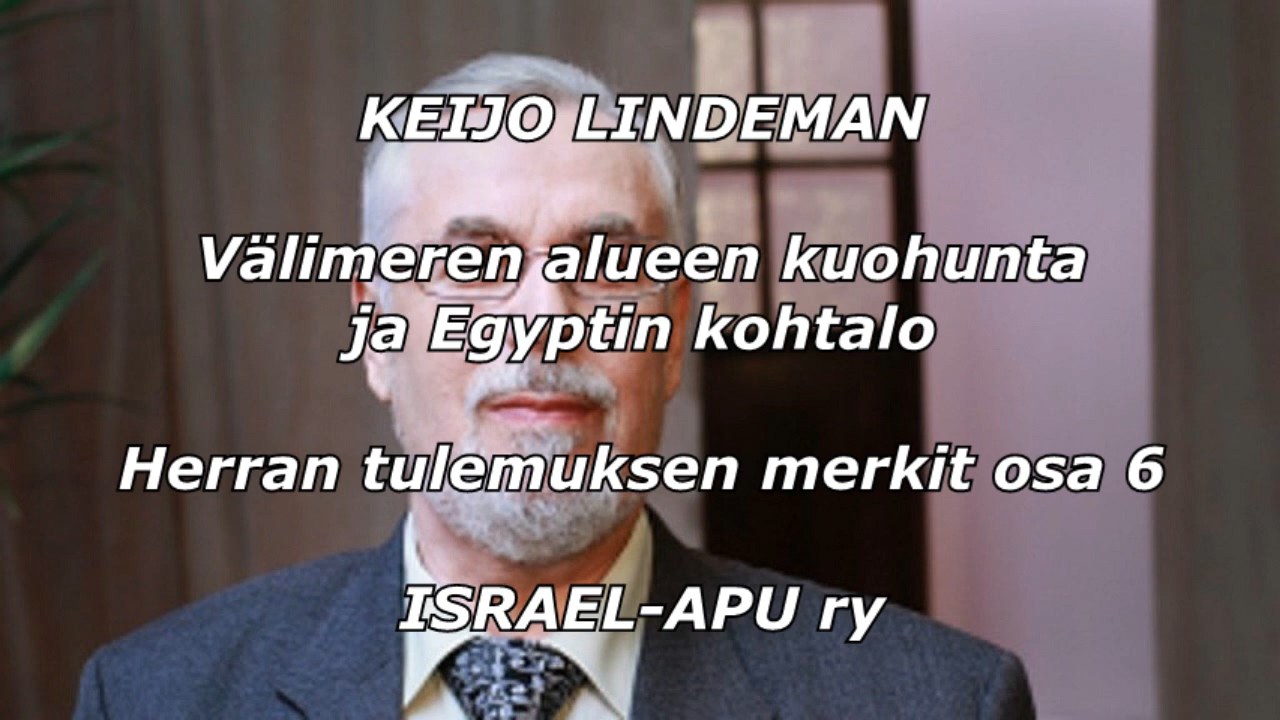 KEIJO LINDEMAN
Välimeren alueen kuohunta
ja Egyptin kohtalo
Herran tulemuksen merkit osa 6
ISRAEL-APU ry